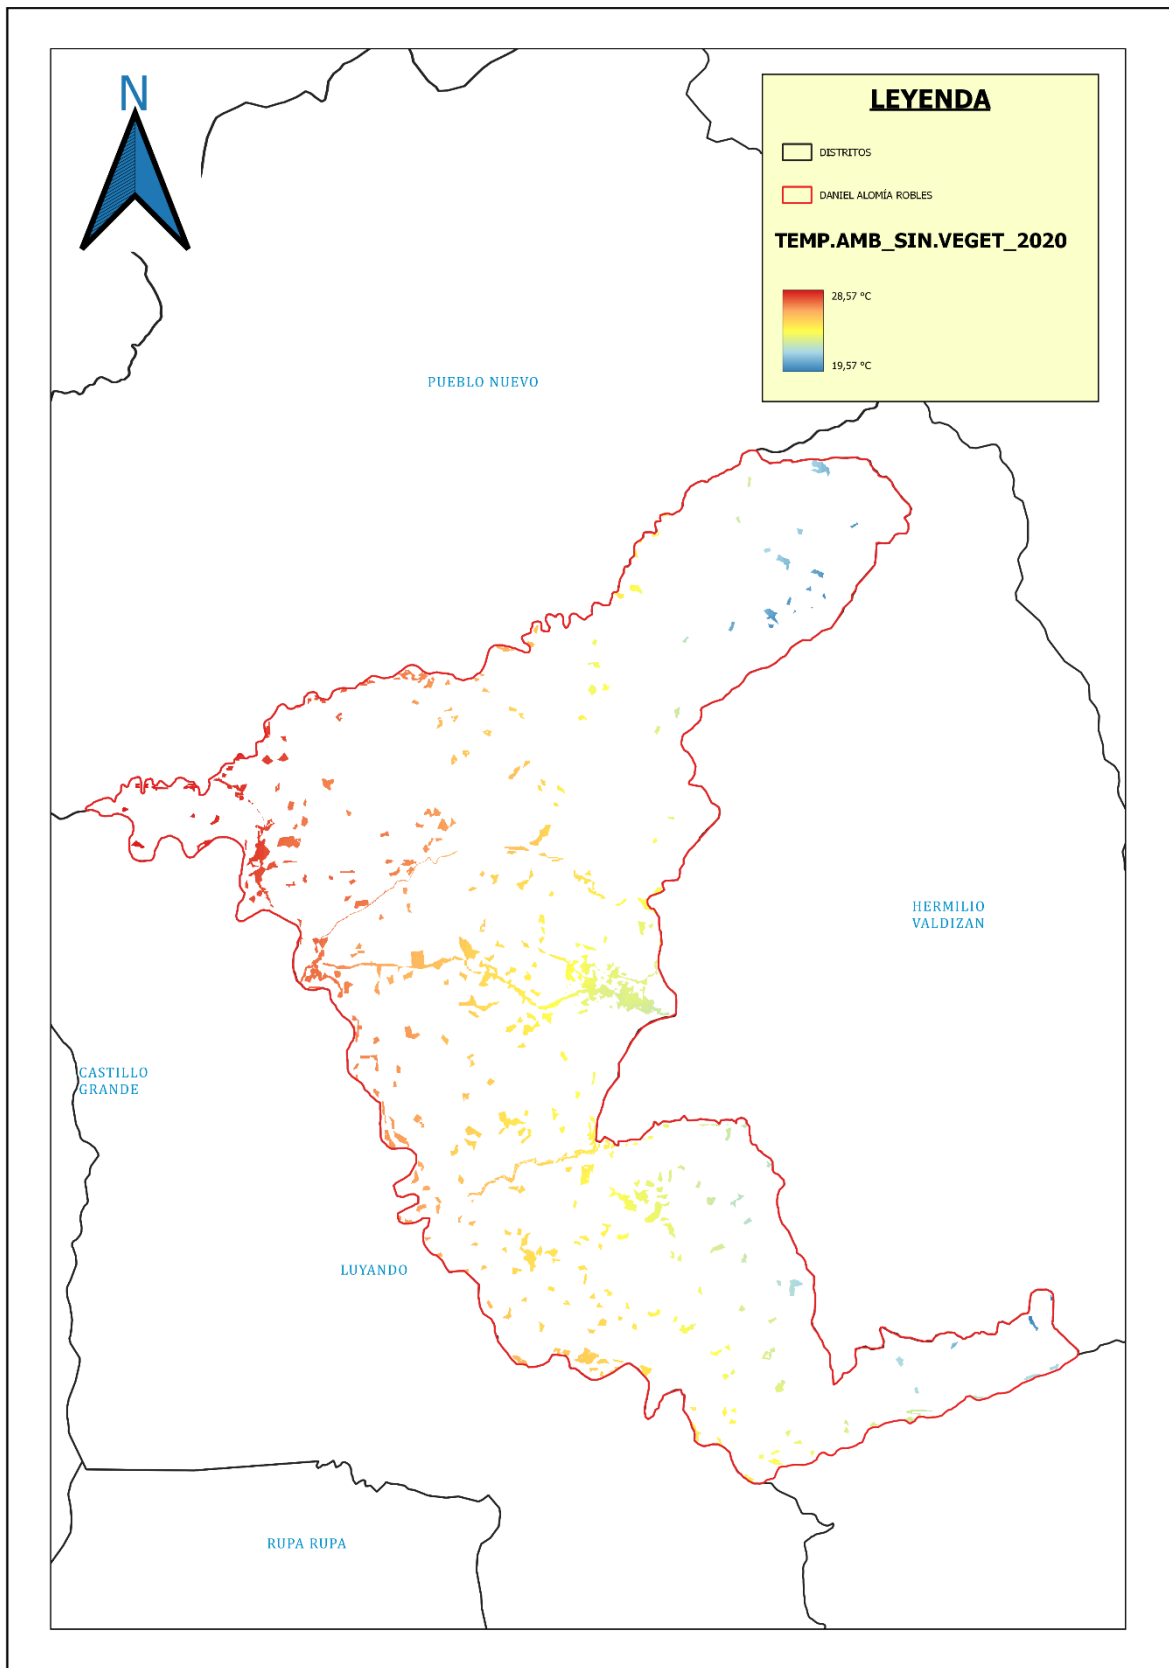 N
LEYENDA
DISTRITOS
DANIEL ALOMÍA ROBLES
TEMP.AMB_SIN.VEGET_2020
28,57 °C
19,57 °C
PUEBLO NUEVO
HERMILIO
VALDIZAN
CASTILLO
GRANDE
LUYANDO
RUPA RUPA